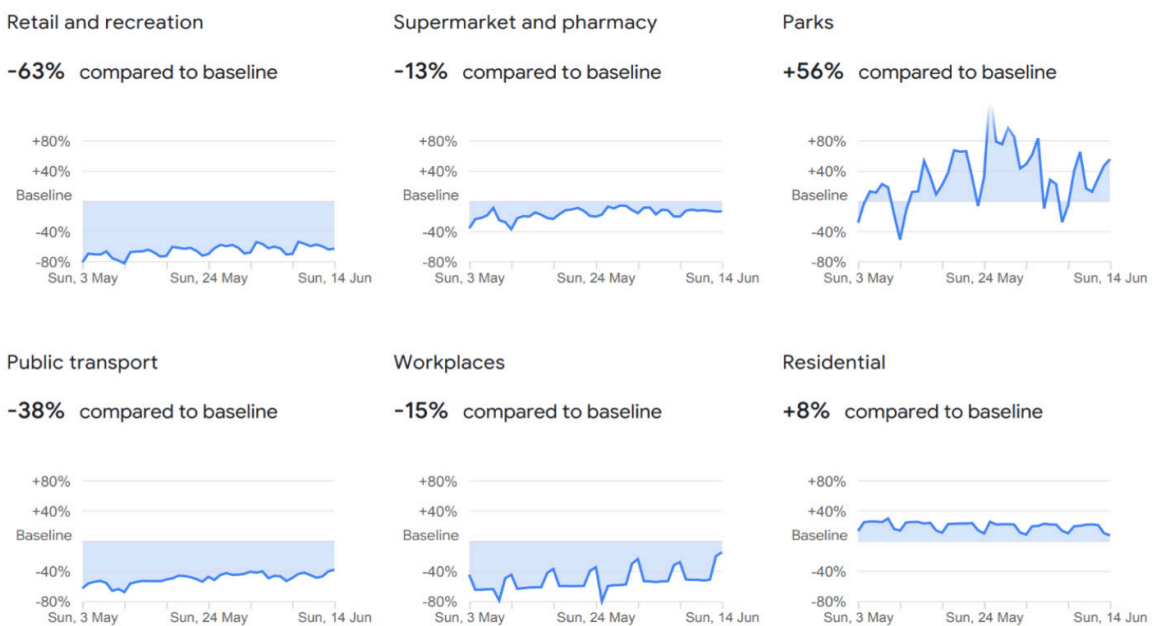 Retail and recreation
-63% compared to baseline
+80%
+40%
Baseline
-40%
-80%
Sun, 3 May Sun, 24 May Sun, 14 Jun
Supermarket and pharmacy
-13% compared to baseline
+80%
+40%
Baseline
-40%
-80%
Sun, 3 May Sun, 24 May Sun, 14 Jun
Parks
+56% compared to baseline
+80%
+40%
Baseline
-40%
-80%
Sun, 3 May Sun, 24 May Sun, 14 Jun
Public transport
-38% compared to baseline
+80%
+40%
Baseline
-40%
-80%
Sun, 3 May Sun, 24 May Sun, 14 Jun
Workplaces
-15% compared to baseline
+80%
+40%
Baseline
-40%
-80%
Sun, 3 May Sun, 24 May Sun, 14 Jun
Residential
+8% compared to baseline
+80%
+40%
Baseline
-40%
-80%
Sun, 3 May Sun, 24 May Sun, 14 Jun